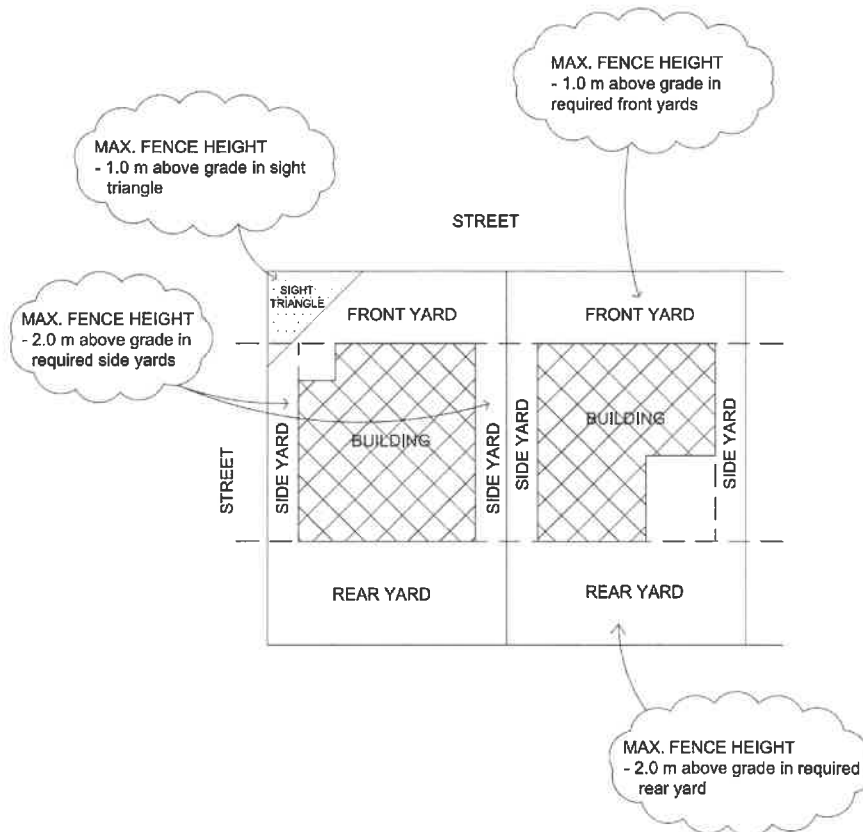 MAX. FENCE HEIGHT
- 1.0 m above grade in
required front yards
MAX. FENCE HEIGHT
- 1.0 m above grade in sight
triangle
STREET
SIGHT
TRIANGLE
FRONT YARD
FRONT YARD
MAX. FENCE HEIGHT
- 2.0 m above grade in
required side yards
STREET
SIDE YARD
BUILDING
SIDE YARD
SIDE YARD
BUILDING
SIDE YARD
REAR YARD
REAR YARD
MAX. FENCE HEIGHT
- 2.0 m above grade in required
rear yard